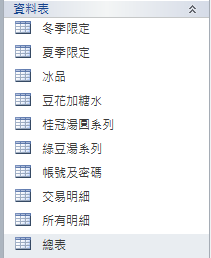 資料表
冬季限定
夏季限定
冰品
豆花加糖水
桂冠湯圓系列
綠豆湯系列
帳號及密碼
交易明細
所有明細
總表